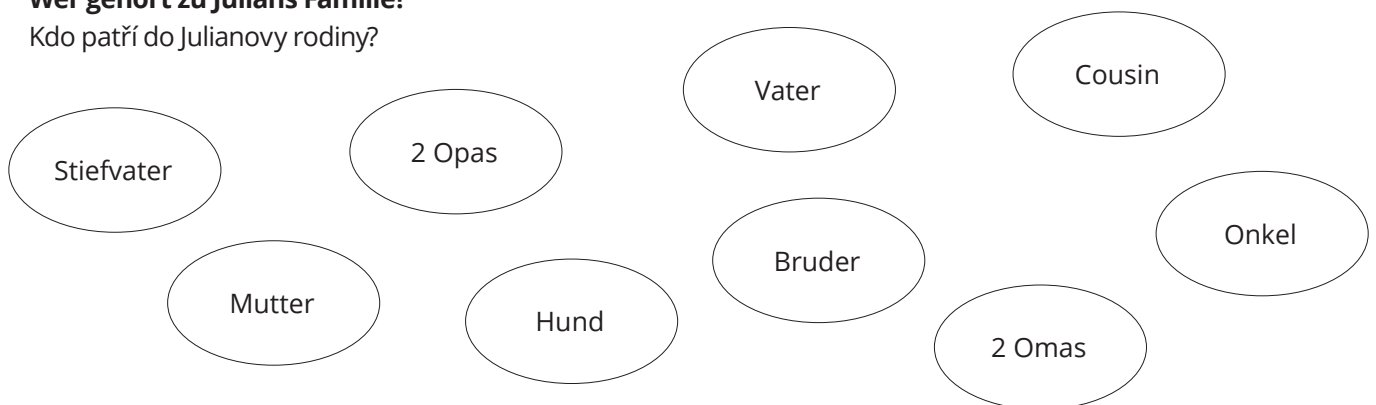 Wer gehört zu Julians Familie?
Kdo patří do Julianovy rodiny?
Vater
Cousin
Stiefvater
2 Opas
Onkel
Bruder
Mutter
Hund
2 Omas